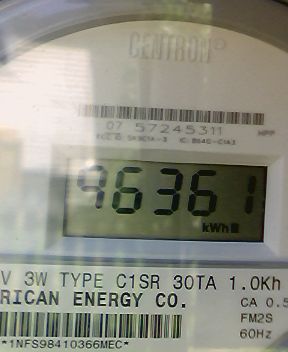 CENTRON®
07 57245311 MPP
96361
kWh
V 3W TYPE C1SR 30TA 1.0Kh
RICAN ENERGY CO. CA 0.5
FM2S
*1NFS98410366MEC* 60Hz